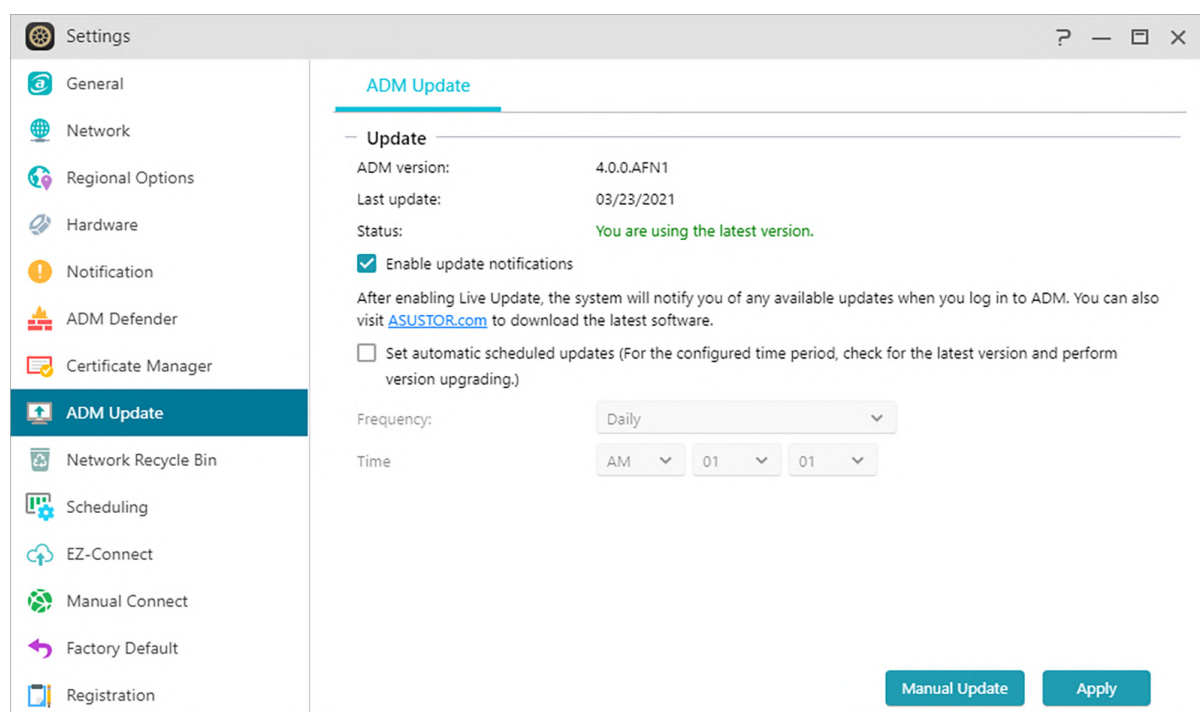 Settings
General
Network
Regional Options
Hardware
Notification
ADM Defender
Certificate Manager
ADM Update
Network Recycle Bin
Scheduling
EZ-Connect
Manual Connect
Factory Default
Registration
ADM Update
Update
ADM version: 4.0.0.AFN1
Last update: 03/23/2021
Status: You are using the latest version.
Enable update notifications
After enabling Live Update, the system will notify you of any available updates when you log in to ADM. You can also
visit ASUSTOR.com to download the latest software.
Set automatic scheduled updates (For the configured time period, check for the latest version and perform
version upgrading.)
Frequency: Daily
Time AM 01 01
Manual Update Apply